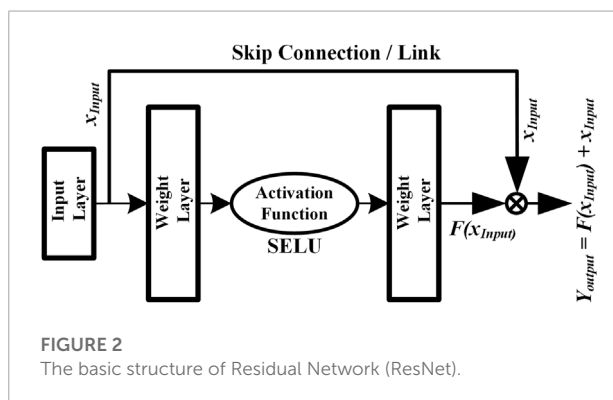 Skip Connection / Link
x_Input
x_Input
Input
Layer
Weight
Layer
Activation
Function
SELU
Weight
Layer
F(x_Input)
Y_output = F(x_Input) + x_Input
FIGURE 2
The basic structure of Residual Network (ResNet).